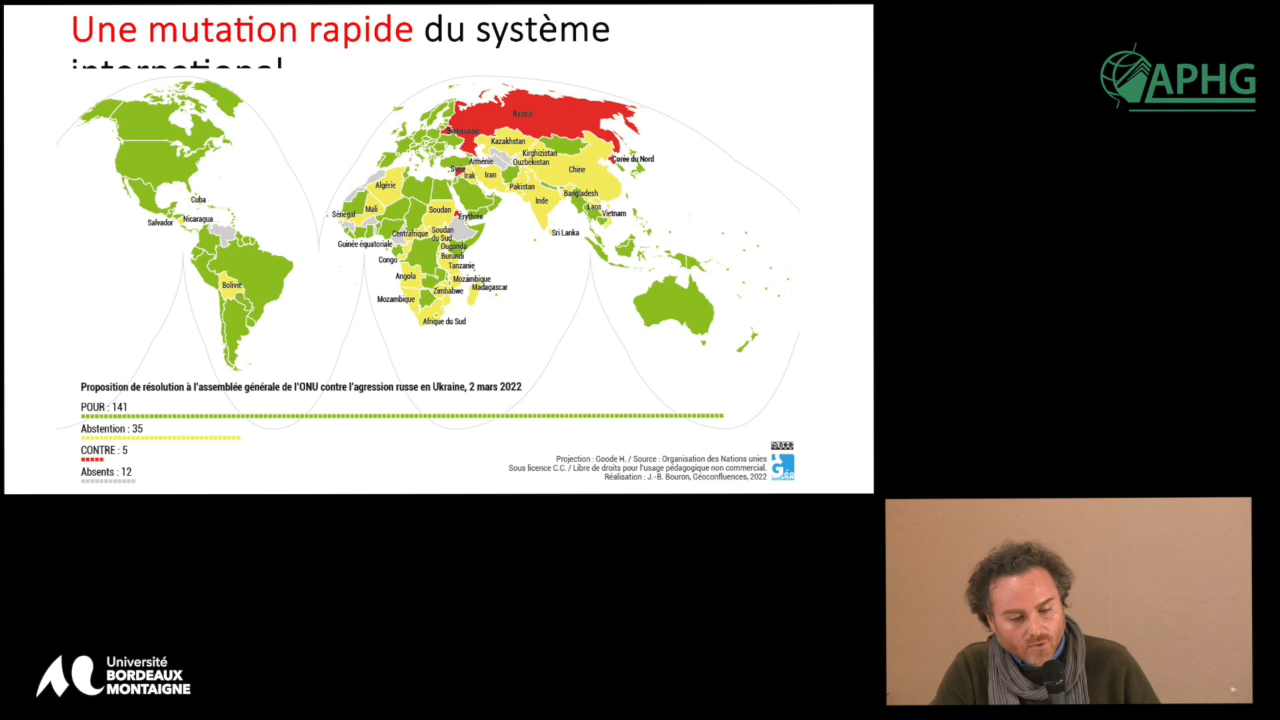 Une mutation rapide du système
international
APHG
Russie
Biélorussie
Kazakhstan
Kirghizistan
Corée du Nord
Arménie
Ouzbékistan
Syrie
Irak
Iran
Chine
Algérie
Pakistan
Bangladesh
Cuba
Inde
Laos
Sénégal
Mali
Soudan
Érythrée
Vietnam
Salvador
Nicaragua
Centrafrique
Soudan
du Sud
Sri Lanka
Guinée équatoriale
Ouganda
Congo
Burundi
Tanzanie
Bolivie
Angola
Mozambique
Madagascar
Zimbabwe
Mozambique
Afrique du Sud
Proposition de résolution à l'assemblée générale de l'ONU contre l'agression russe en Ukraine, 2 mars 2022
POUR : 141
Abstention : 35
CONTRE : 5
Absents : 12
Projection : Goode H. / Source : Organisation des Nations unies
Sous licence C.C. / Libre de droits pour l'usage pédagogique non commercial.
Réalisation : J.-B. Bouron, Géoconfluences, 2022
Université
BORDEAUX
MONTAIGNE